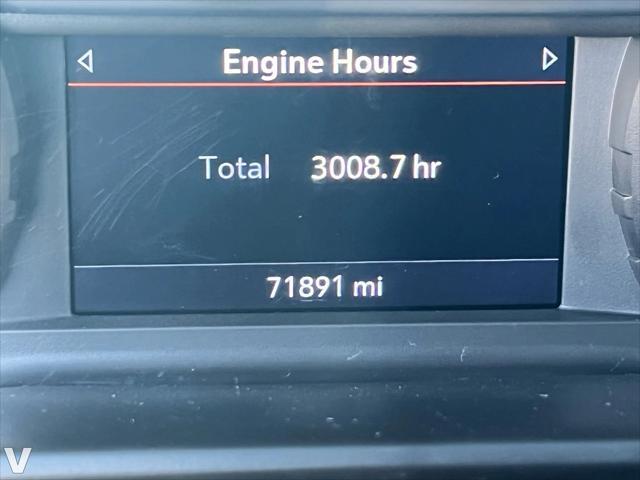 Engine Hours
Total 3008.7 hr
71891 mi
V